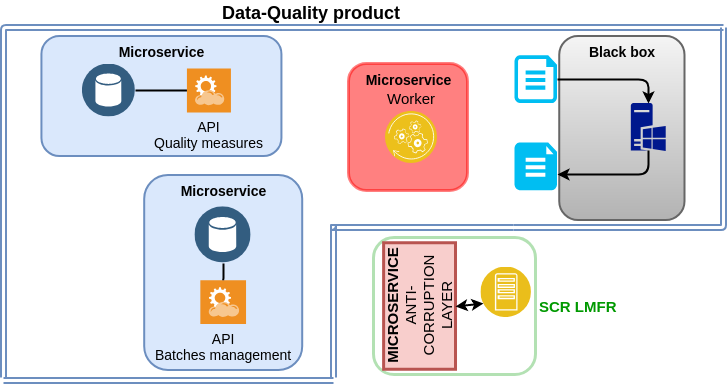 Data-Quality product
Microservice
API
Quality measures
Microservice
Worker
Black box
Microservice
API
Batches management
MICROSERVICE
ANTI-
CORRUPTION
LAYER
SCR LMFR